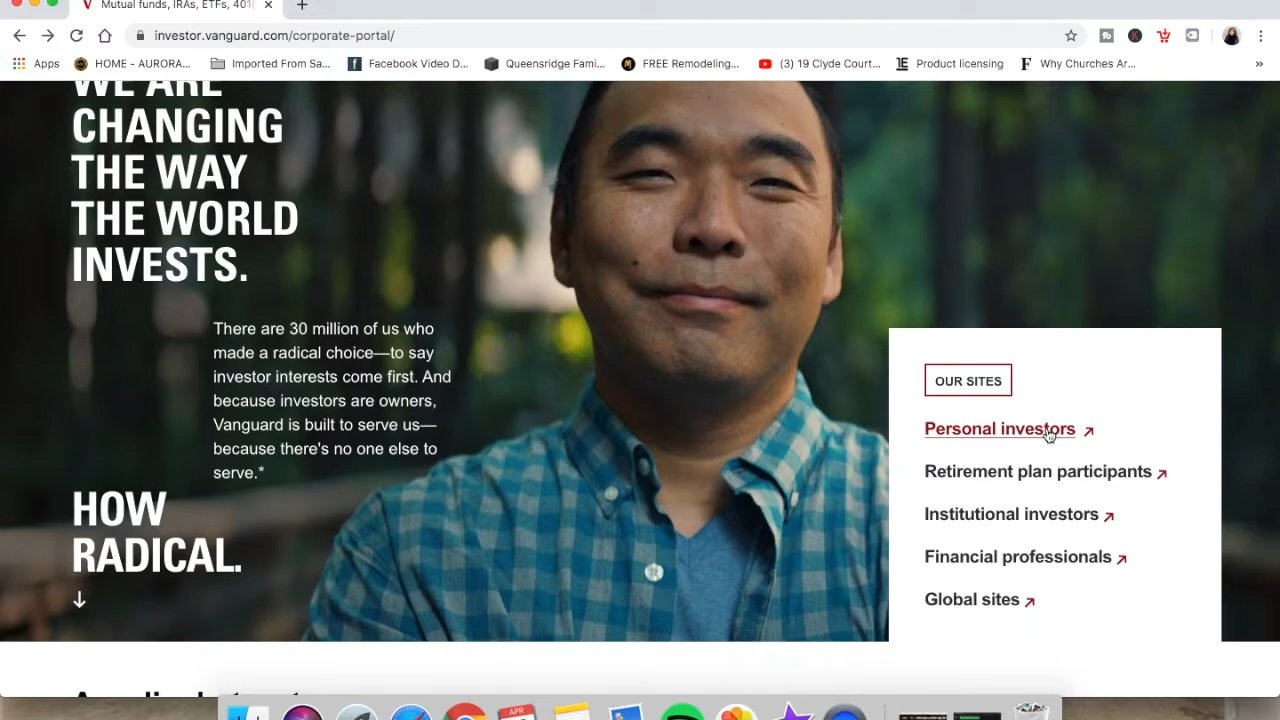 Mutual funds, IRAs, ETFs, 401(
investor.vanguard.com/corporate-portal/
Apps
HOME - AURORA...
Imported From Sa...
Facebook Video D...
Queensridge Fami...
FREE Remodeling...
(3) 19 Clyde Court...
Product licensing
Why Churches Ar...
»
WE ARE
CHANGING
THE WAY
THE WORLD
INVESTS.
There are 30 million of us who
made a radical choice—to say
investor interests come first. And
because investors are owners,
Vanguard is built to serve us—
because there's no one else to
serve.*
HOW
RADICAL.
OUR SITES
Personal investors
Retirement plan participants
Institutional investors
Financial professionals
Global sites
APR